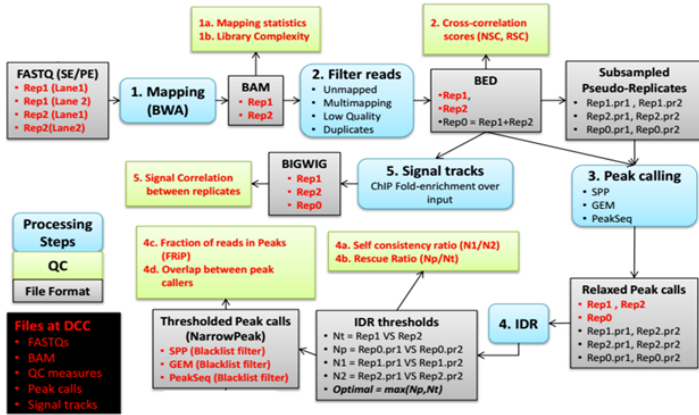 1a. Mapping statistics
1b. Library Complexity
2. Cross-correlation
scores (NSC, RSC)
FASTQ (SE/PE)
• Rep1 (Lane1)
• Rep1 (Lane 2)
• Rep2 (Lane1)
• Rep2(Lane2)
1. Mapping
(BWA)
BAM
• Rep1
• Rep2
2. Filter reads
• Unmapped
• Multimapping
• Low Quality
• Duplicates
BED
•Rep1,
•Rep2
•Rep0 = Rep1+Rep2
Subsampled
Pseudo-Replicates
• Rep1.pr1 , Rep1.pr2
• Rep2.pr1, Rep2.pr2
• Rep0.pr1, Rep0.pr2
5. Signal Correlation
between replicates
BIGWIG
• Rep1
• Rep2
• Rep0
5. Signal tracks
ChIP Fold-enrichment over
input
3. Peak calling
• SPP
• GEM
• PeakSeq
Processing
Steps
QC
File Format
4c. Fraction of reads in Peaks
(FRiP)
4d. Overlap between peak
callers
4a. Self consistency ratio (N1/N2)
4b. Rescue Ratio (Np/Nt)
Files at DCC
• FASTQs
• BAM
• QC measures
• Peak calls
• Signal tracks
Thresholded Peak calls
(NarrowPeak)
• SPP (Blacklist filter)
• GEM (Blacklist filter)
• PeakSeq (Blacklist filter)
IDR thresholds
• Nt = Rep1 VS Rep2
• Np = Rep0.pr1 VS Rep0.pr2
• N1 = Rep1.pr1 VS Rep1.pr2
• N2 = Rep2.pr1 VS Rep2.pr2
• Optimal = max(Np,Nt)
4. IDR
Relaxed Peak calls
• Rep1 , Rep2
• Rep0
• Rep1.pr1, Rep1.pr2
• Rep2.pr1, Rep2.pr2
• Rep0.pr1, Rep0.pr2